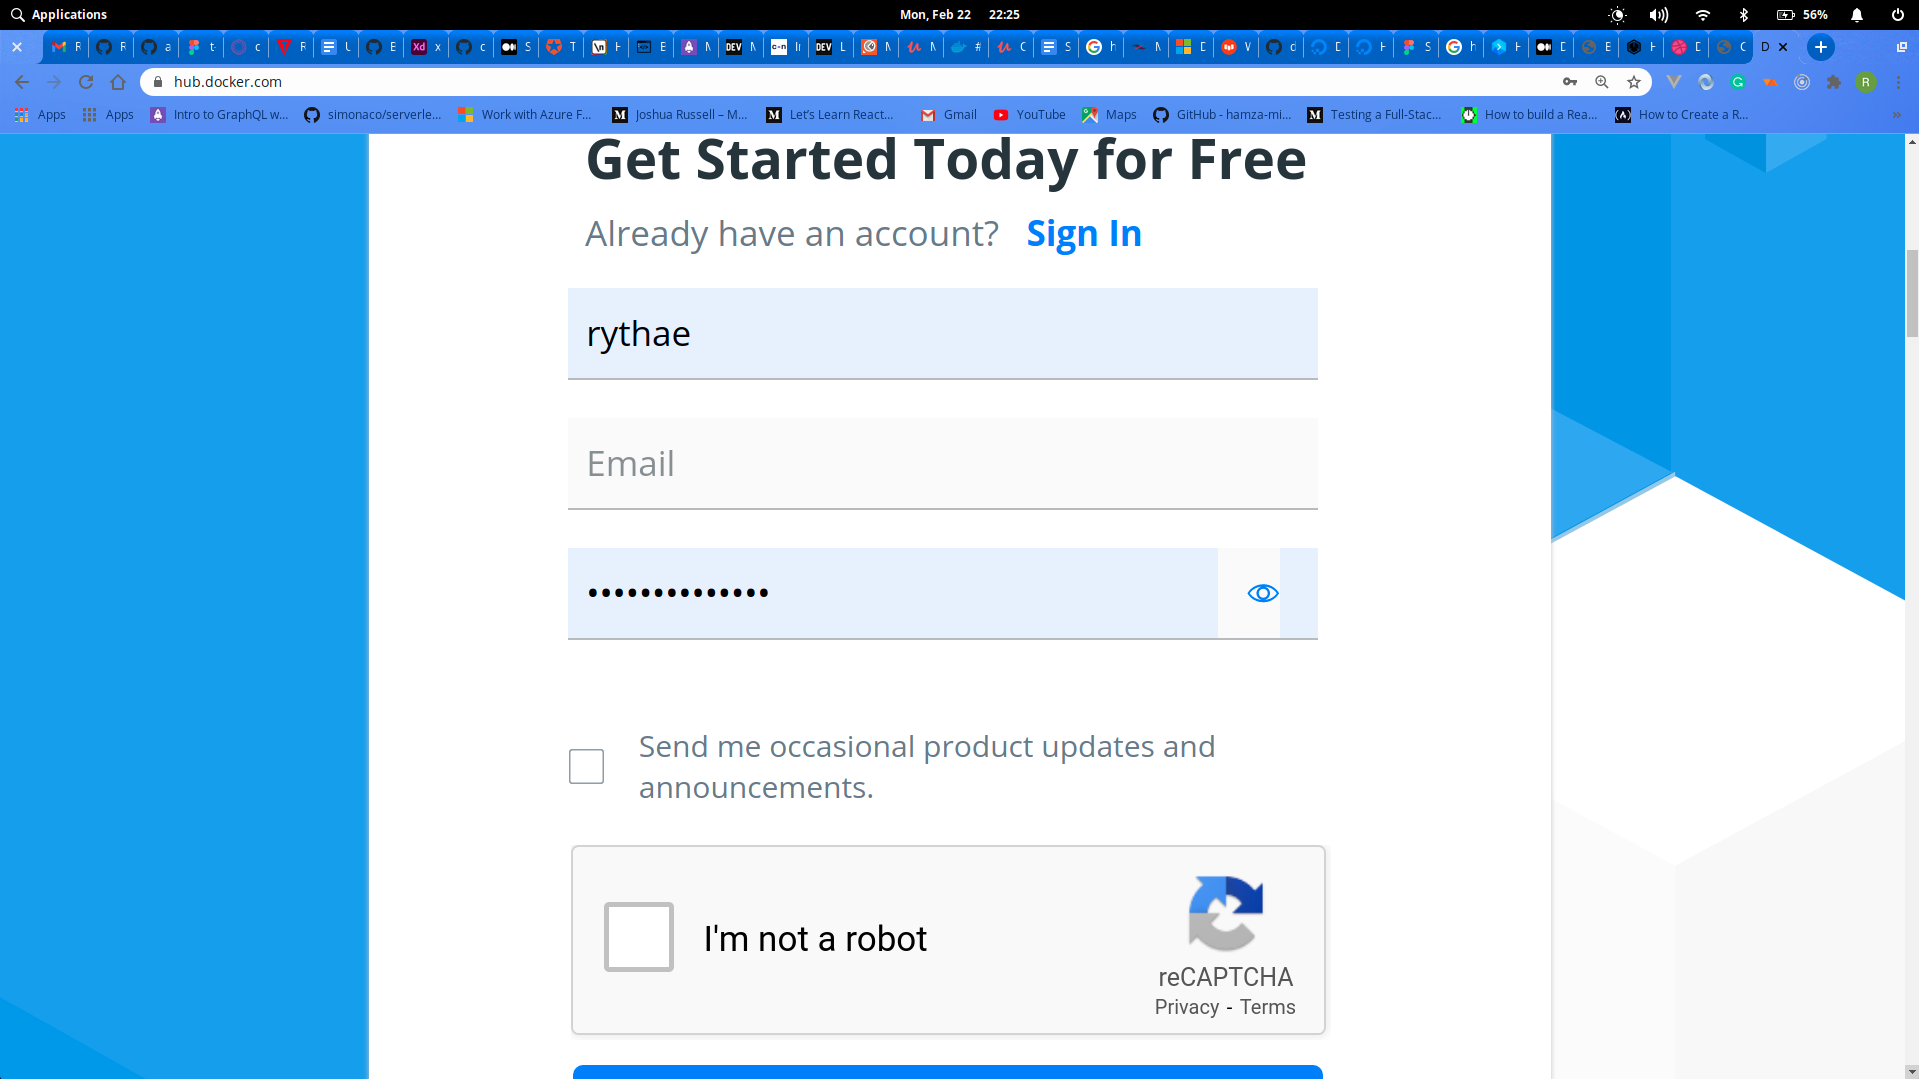 Applications
Mon, Feb 22 22:25
56%
hub.docker.com
R
Apps
Apps
Intro to GraphQL w...
simonaco/serverle...
Work with Azure F...
Joshua Russell – M...
Let's Learn React...
Gmail
YouTube
Maps
GitHub - hamza-mi...
Testing a Full-Stac...
How to build a Rea...
How to Create a R...
Get Started Today for Free
Already have an account? Sign In
rythae
Email
Send me occasional product updates and
announcements.
I'm not a robot
reCAPTCHA
Privacy - Terms